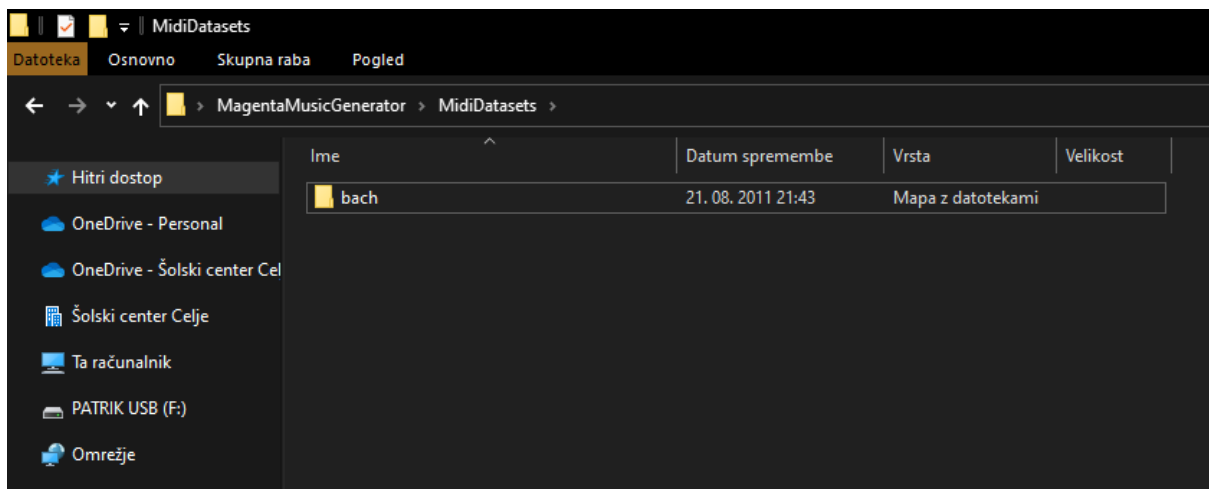 MidiDatasets
Datoteka Osnovno Skupna raba Pogled
MagentaMusicGenerator > MidiDatasets >
Ime Datum spremembe Vrsta Velikost
Hitri dostop
bach 21. 08. 2011 21:43 Mapa z datotekami
OneDrive - Personal
OneDrive - Šolski center Cel
Šolski center Celje
Ta računalnik
PATRIK USB (F:)
Omrežje